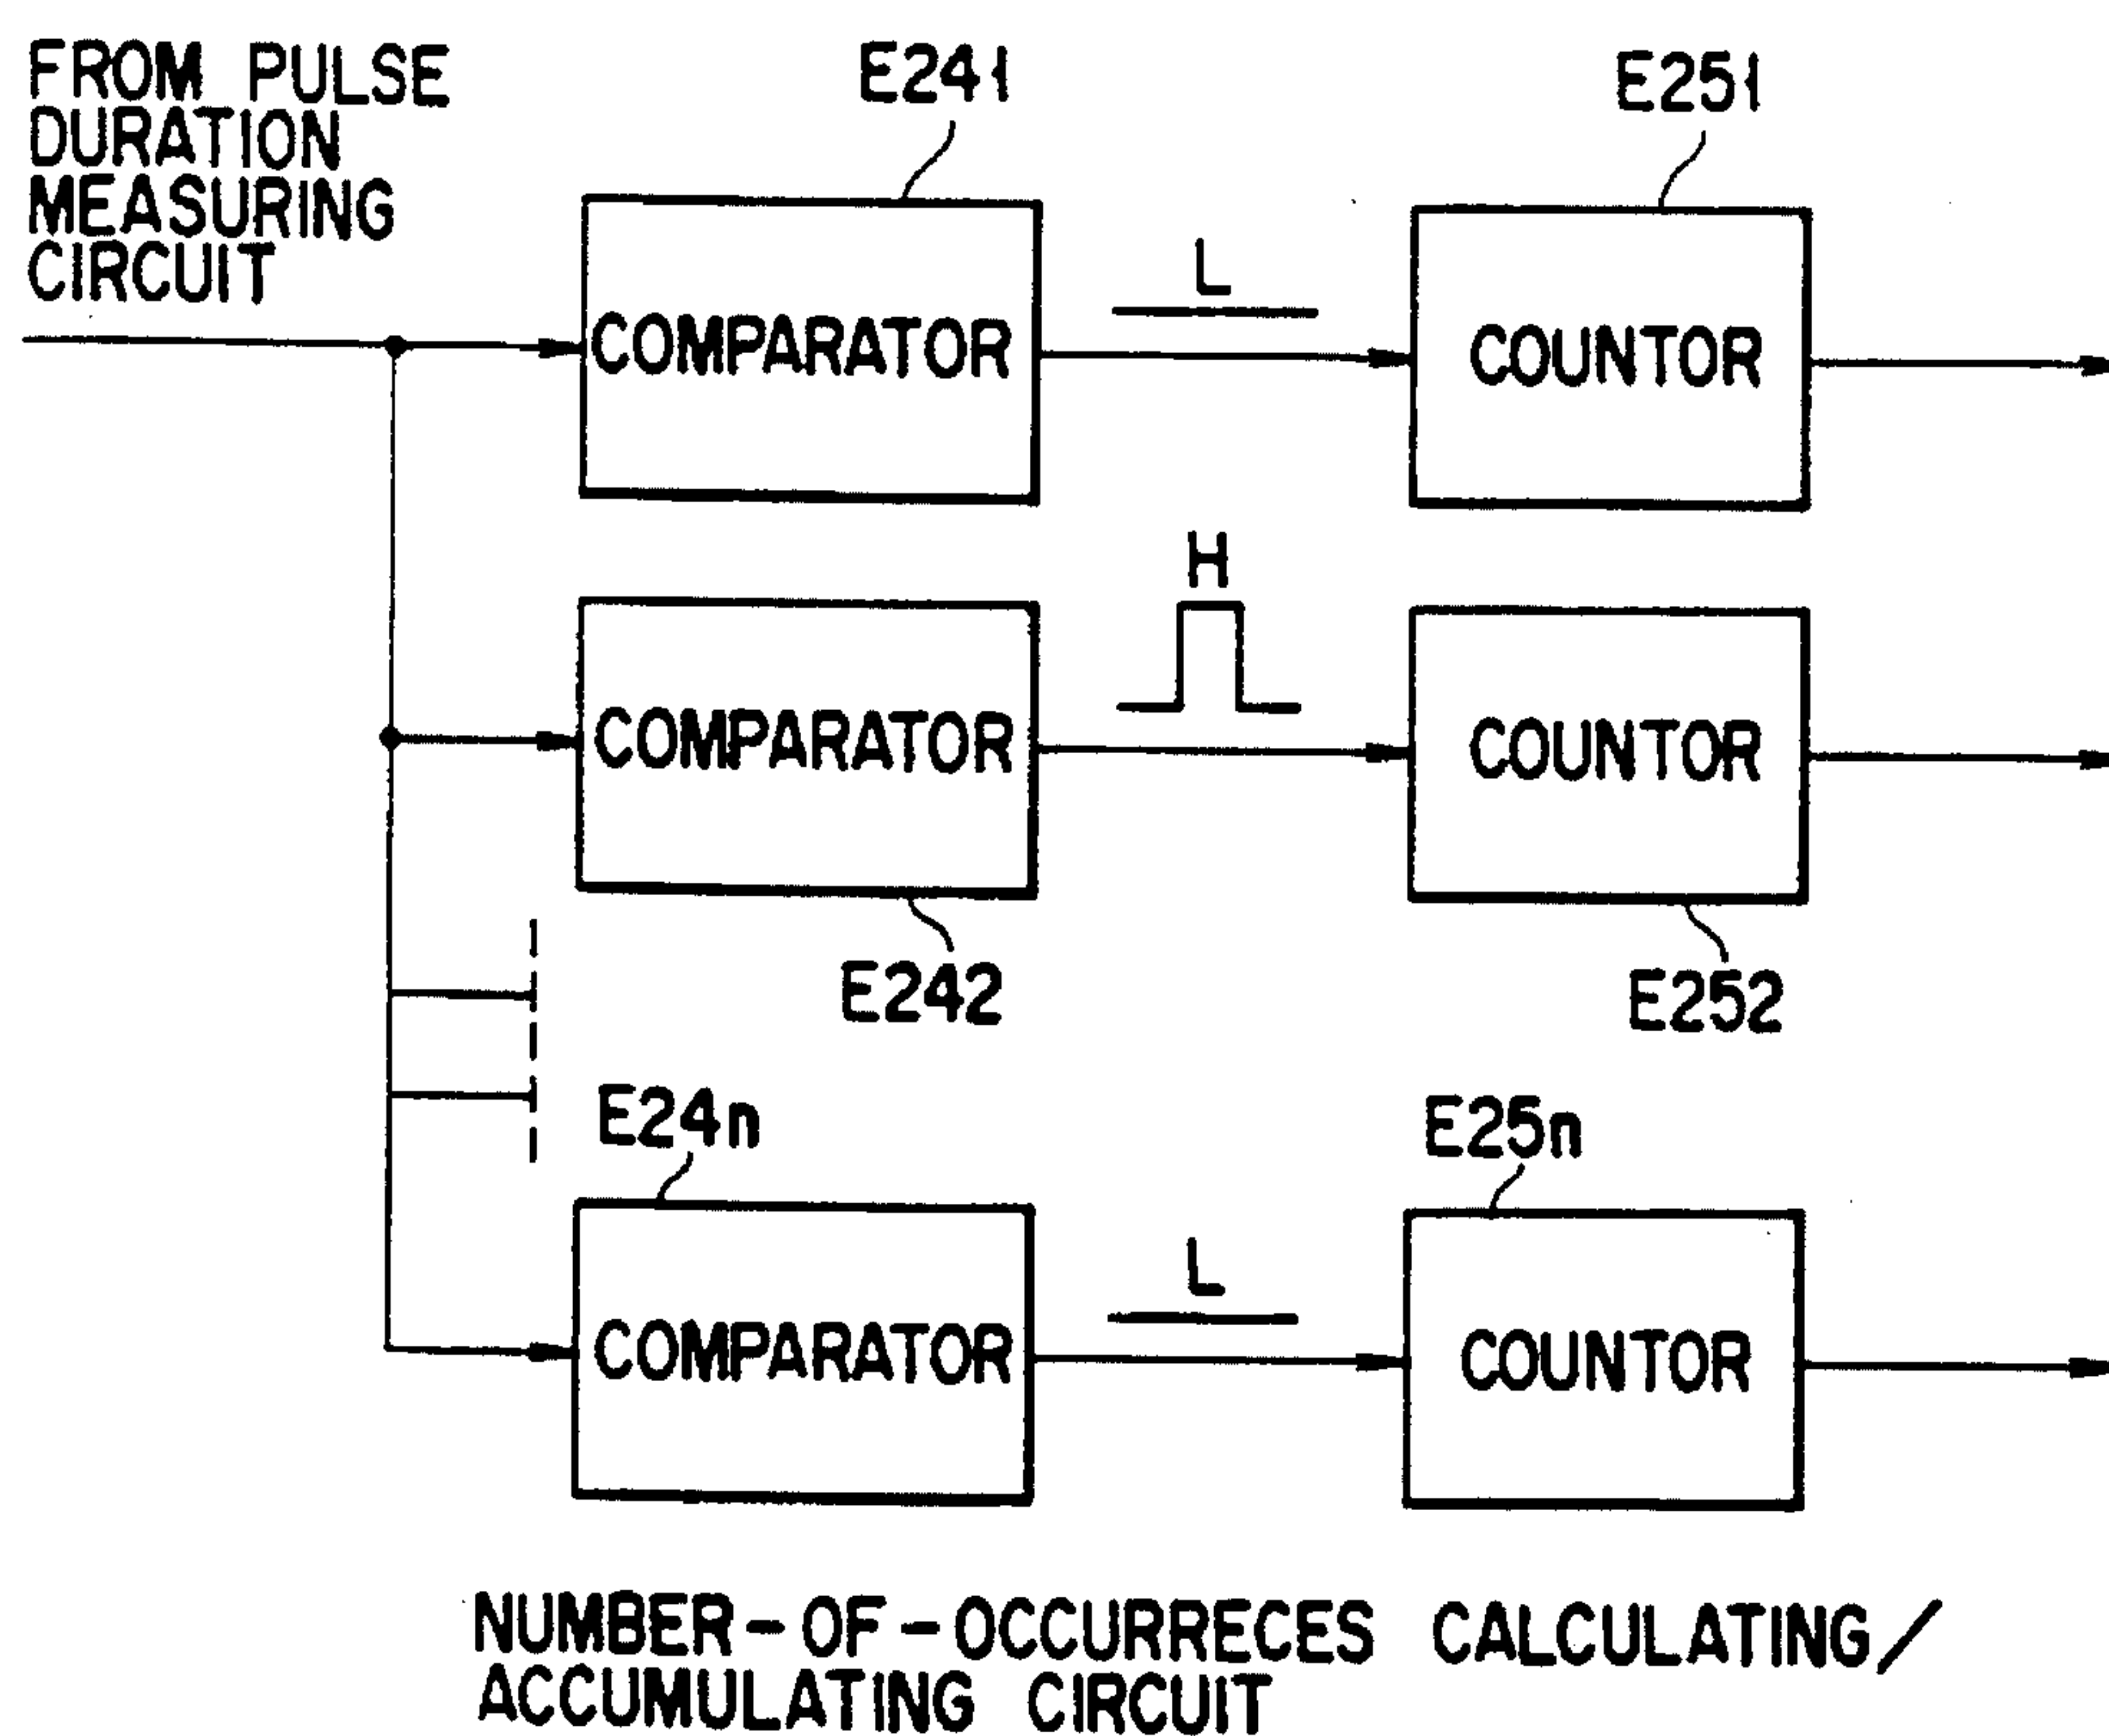 FROM PULSE
DURATION
MEASURING
CIRCUIT
E241
E251
COMPARATOR
L
COUNTOR
H
COMPARATOR
COUNTOR
E242
E252
E24n
E25n
COMPARATOR
L
COUNTOR
NUMBER-OF-OCCURRECES CALCULATING/
ACCUMULATING CIRCUIT